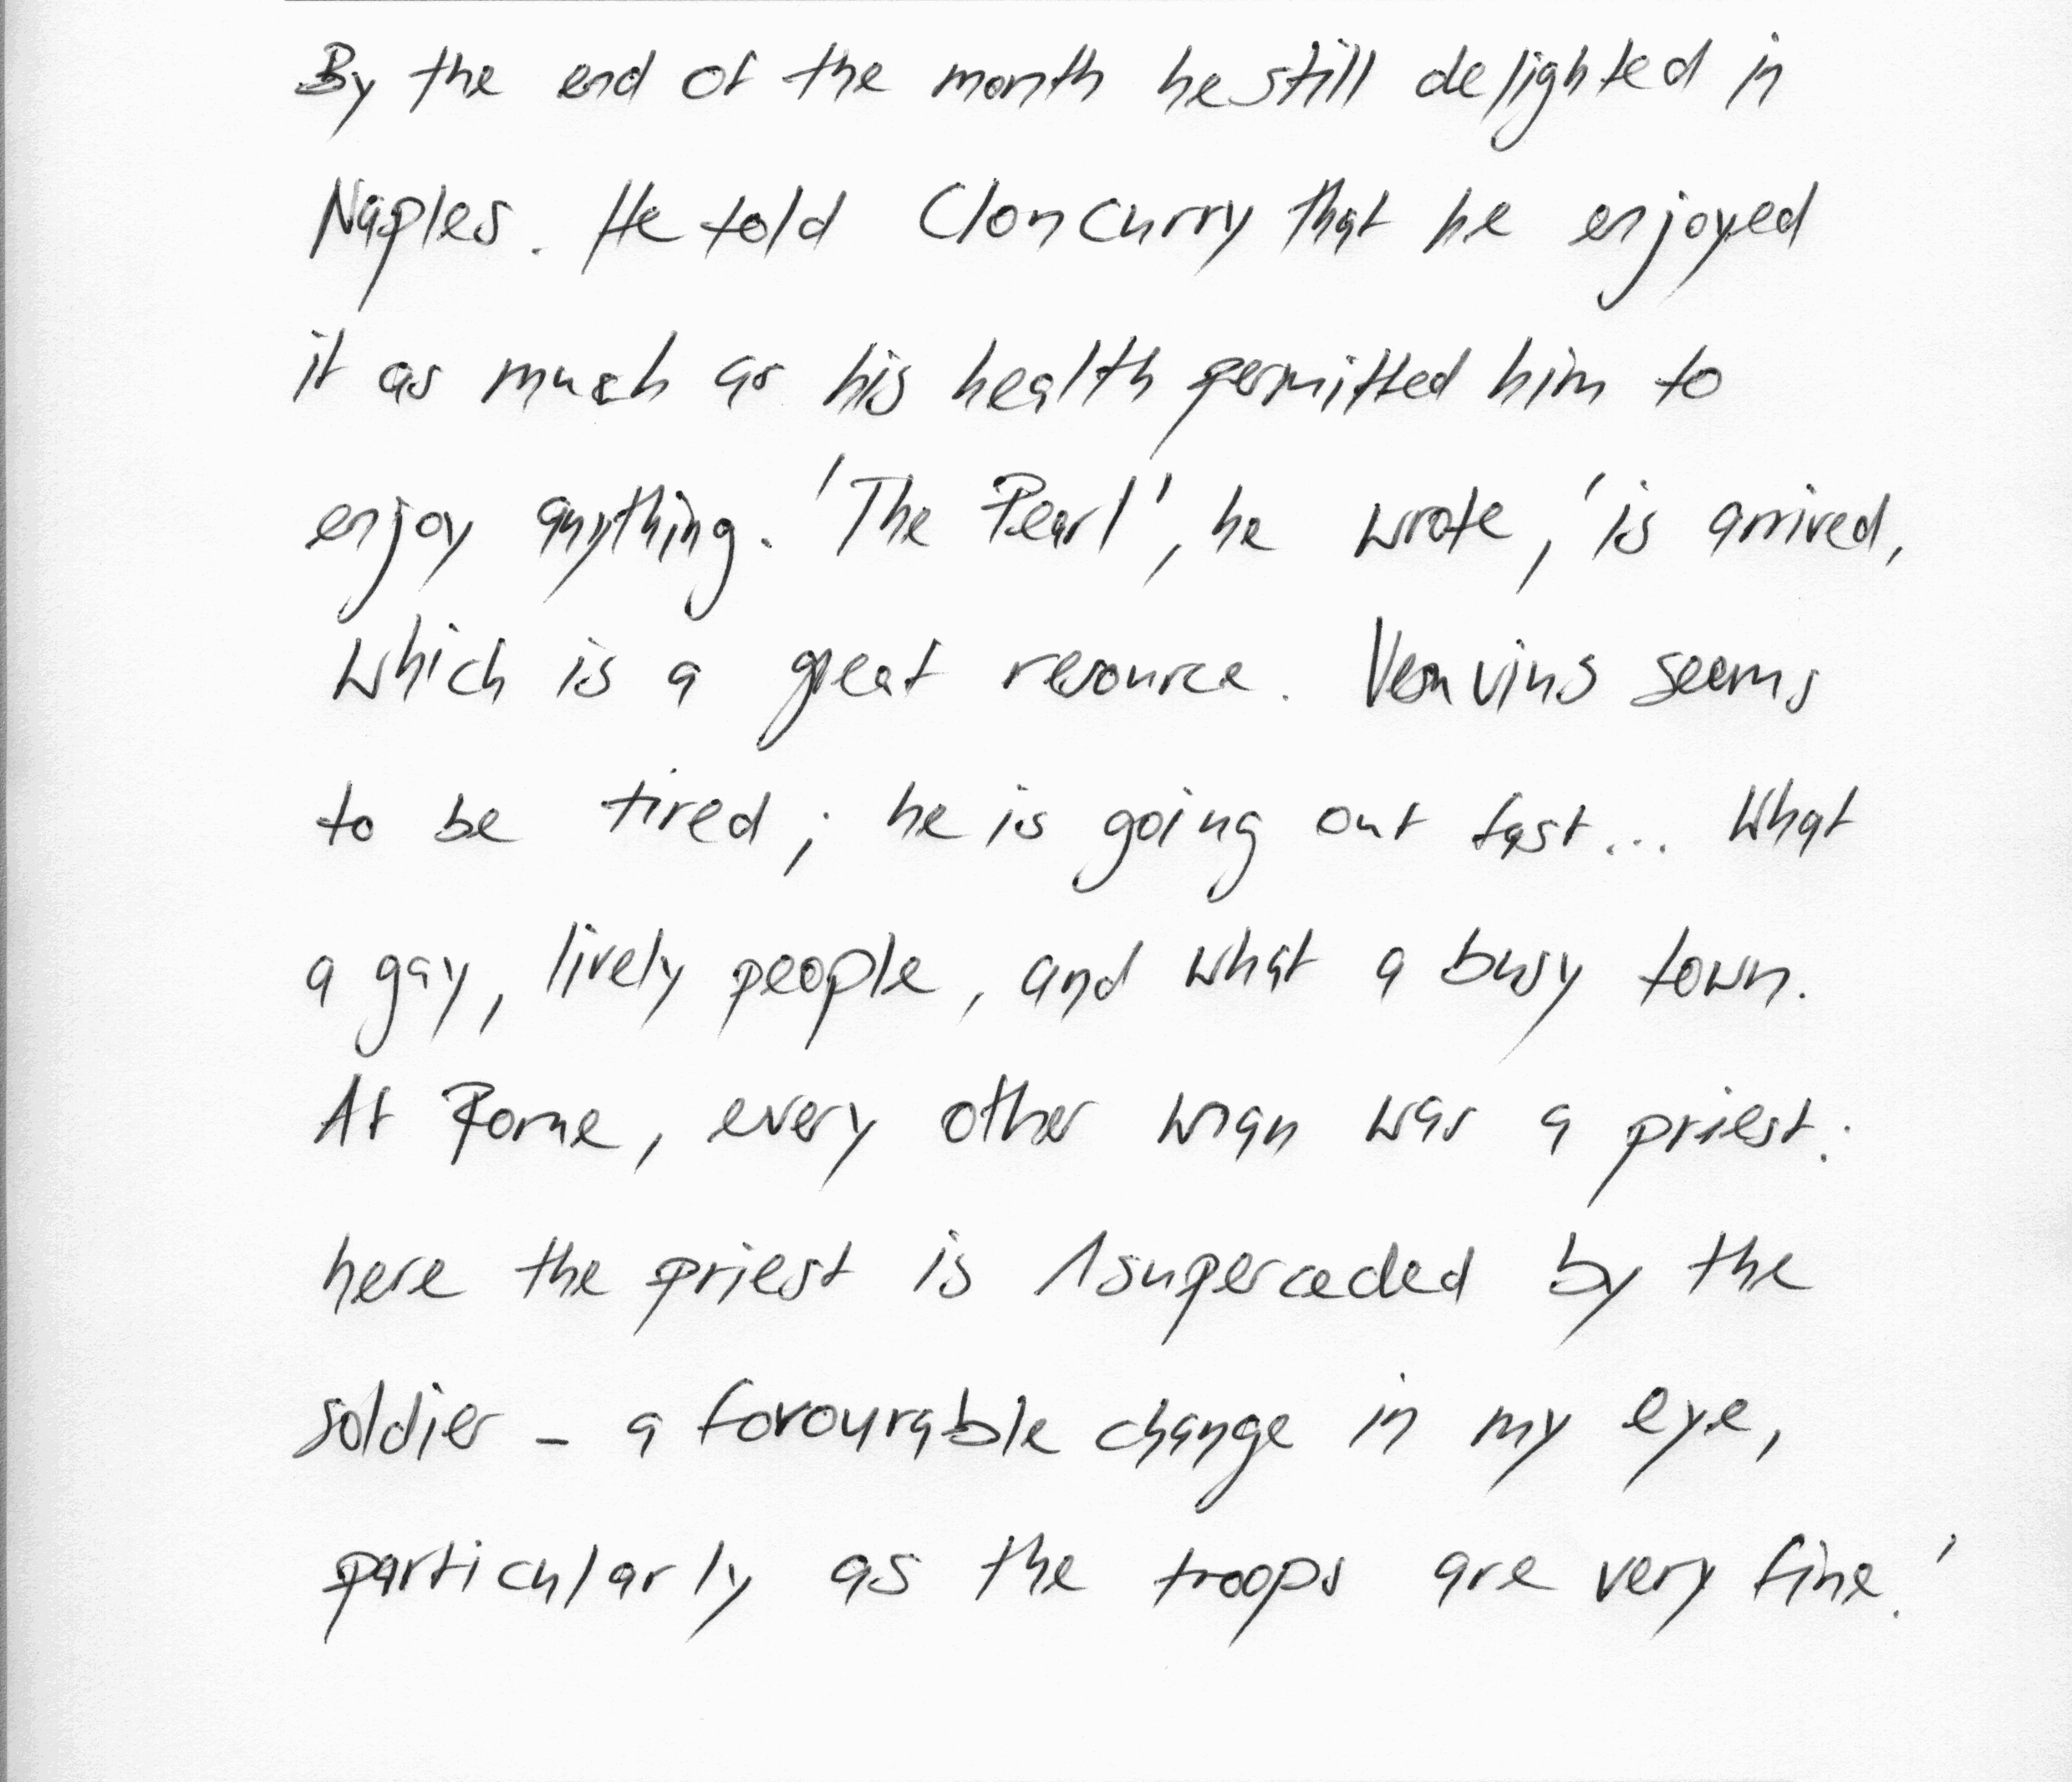 By the end of the month he still delighted in
Naples. He told Cloncurry that he enjoyed
it as much as his health permitted him to
enjoy anything. 'The Pearl', he wrote, 'is arrived,
which is a great resource. Vesuvius seems
to be tired; he is going out fast... What
a gay, lively people, and what a busy town.
At Rome, every other man was a priest:
here the priest is superceded by the
soldier - a favourable change in my eye,
particularly as the troops are very fine.'